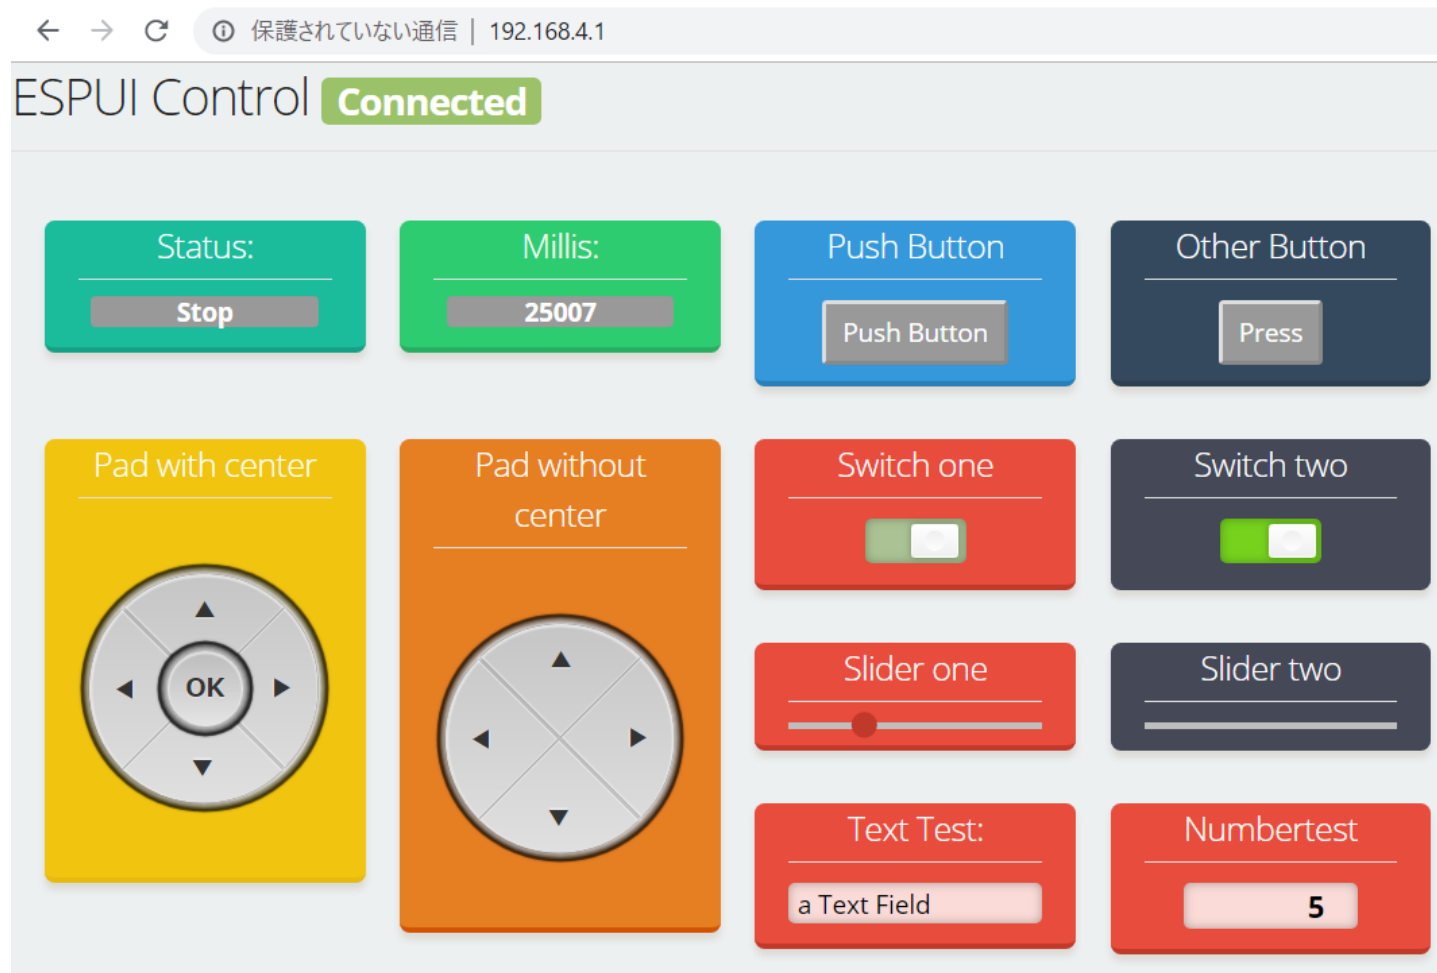 保護されていない通信 | 192.168.4.1
ESPUI Control Connected
Status:
Stop
Millis:
25007
Push Button
Push Button
Other Button
Press
Pad with center
OK
Pad without
center
Switch one
Switch two
Slider one
Slider two
Text Test:
a Text Field
Numbertest
5